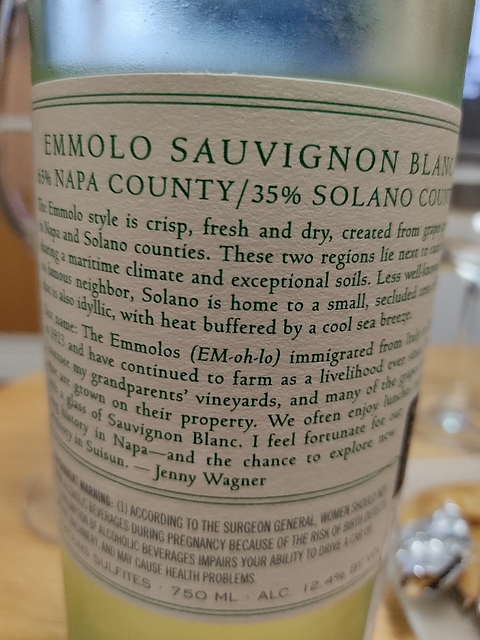 EMMOLO SAUVIGNON BLANC
65% NAPA COUNTY/35% SOLANO COUN
The Emmolo style is crisp, fresh and dry, created from grapes
in Napa and Solano counties. These two regions lie next to each
a maritime climate and exceptional soils. Less well-known
famous neighbor, Solano is home to a small, secluded
is also idyllic, with heat buffered by a cool sea breeze.
name: The Emmolos (EM-oh-lo) immigrated from Italy
1923 and have continued to farm as a livelihood ever
my grandparents' vineyards, and many of the grapes
are grown on their property. We often enjoy lunch
a glass of Sauvignon Blanc. I feel fortunate for our
history in Napa—and the chance to explore new
in Suisun. — Jenny Wagner
WARNING: (1) ACCORDING TO THE SURGEON GENERAL, WOMEN SHOULD NOT
BEVERAGES DURING PREGNANCY BECAUSE OF THE RISK OF BIRTH DEFECTS.
OF ALCOHOLIC BEVERAGES IMPAIRS YOUR ABILITY TO DRIVE A CAR OR
AND MAY CAUSE HEALTH PROBLEMS.
SULFITES · 750 ML · ALC. 12.4% BY VOL